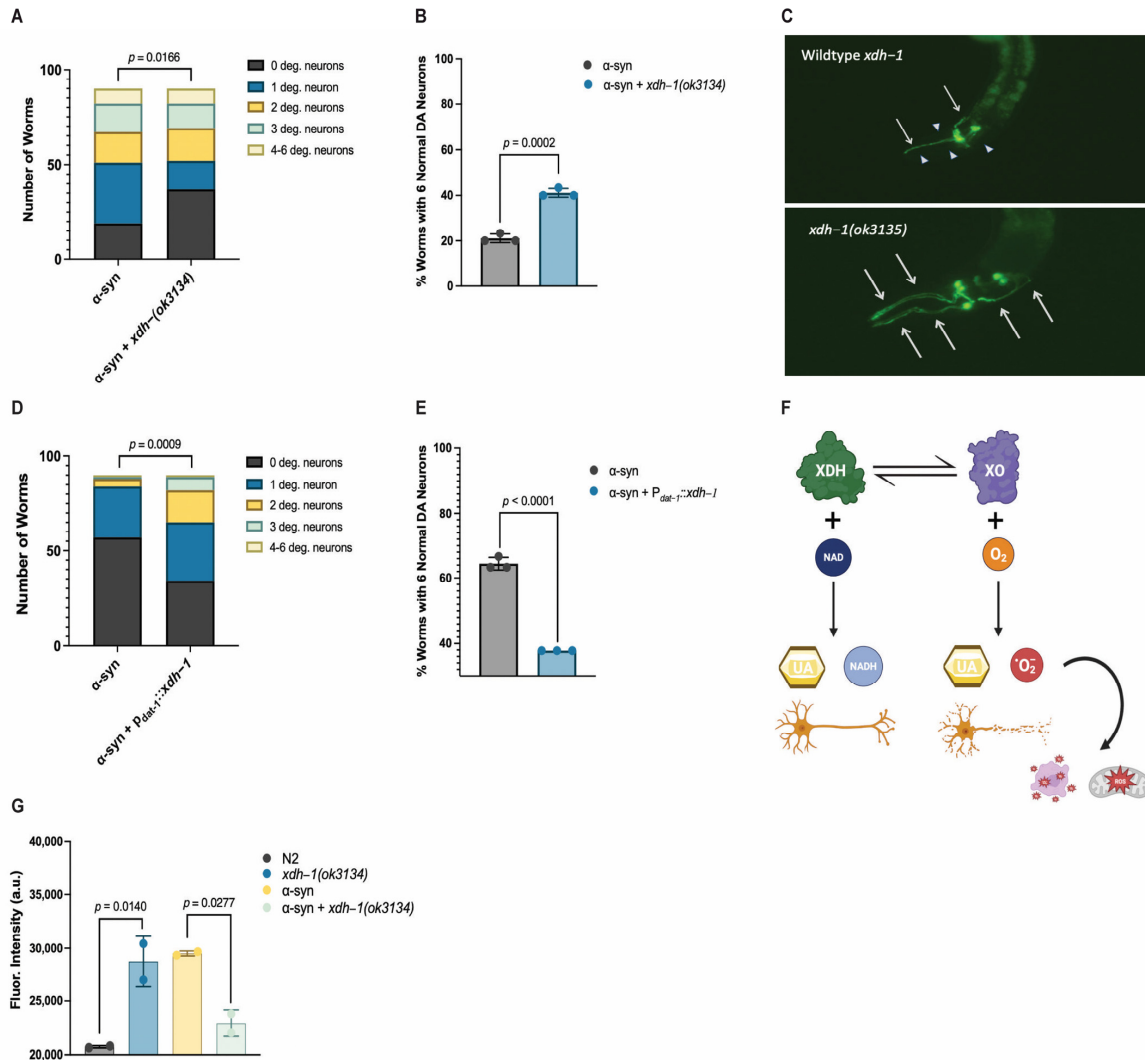 A
p = 0.0166
100
50
0
Number of Worms
α-syn
α-syn + xdh-(ok3134)
0 deg. neurons
1 deg. neuron
2 deg. neurons
3 deg. neurons
4-6 deg. neurons
B
α-syn
α-syn + xdh-1(ok3134)
p = 0.0002
100
80
60
40
20
0
% Worms with 6 Normal DA Neurons
C
Wildtype xdh-1
xdh-1(ok3135)
D
p = 0.0009
100
50
0
Number of Worms
α-syn
α-syn + Pdat-1::xdh-1
0 deg. neurons
1 deg. neuron
2 deg. neurons
3 deg. neurons
4-6 deg. neurons
E
α-syn
α-syn + Pdat-1::xdh-1
p < 0.0001
100
80
60
40
% Worms with 6 Normal DA Neurons
F
XDH
XO
+
+
NAD
O2
UA
NADH
UA
•O2−
ROS
G
40,000
35,000
30,000
25,000
20,000
Fluor. Intensity (a.u.)
p = 0.0140
p = 0.0277
N2
xdh-1(ok3134)
α-syn
α-syn + xdh-1(ok3134)